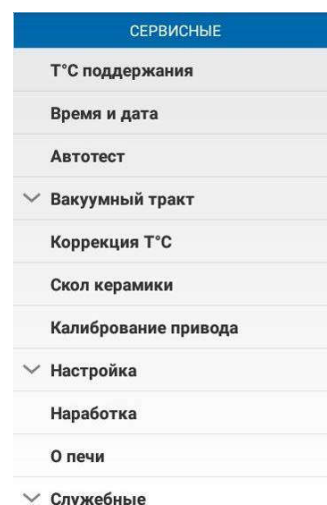 СЕРВИСНЫЕ
T°C поддержания
Время и дата
Автотест
Вакуумный тракт
Коррекция T°C
Скол керамики
Калибрование привода
Настройка
Наработка
О печи
Служебные